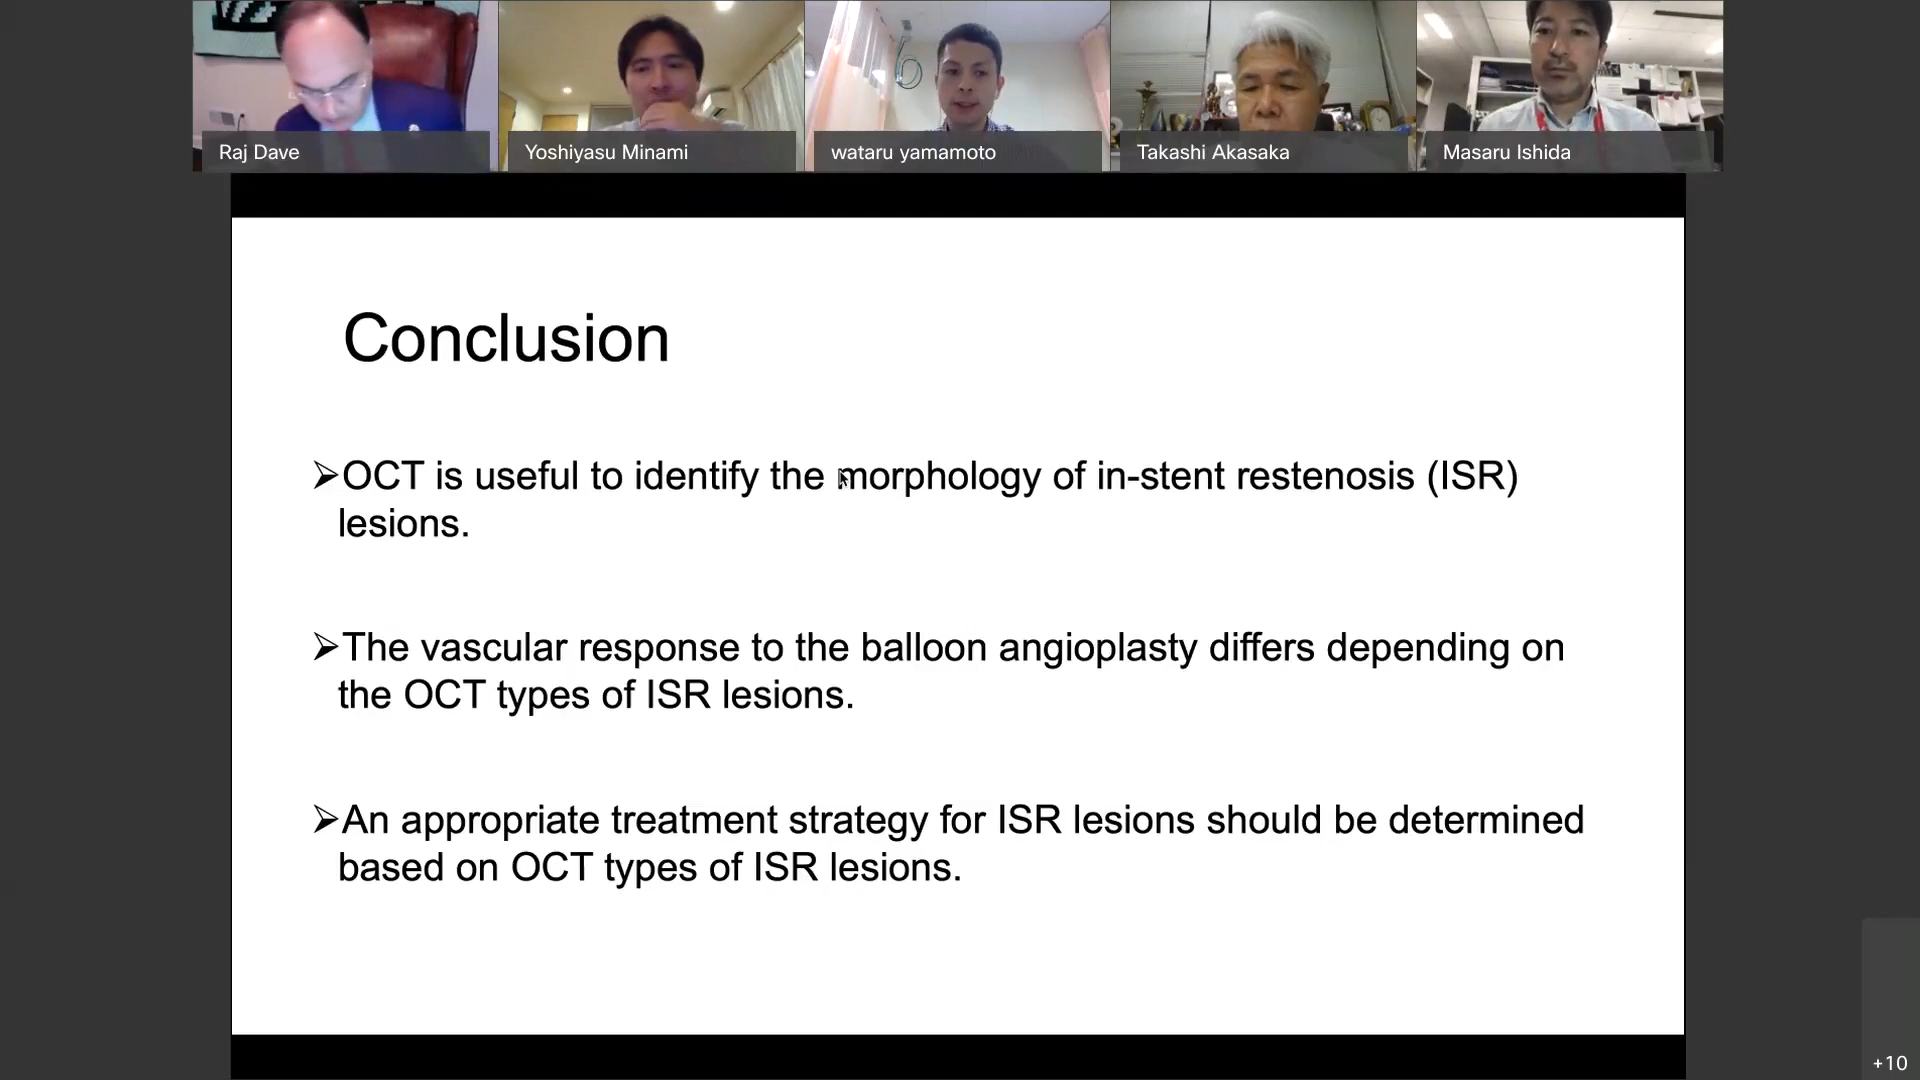 Raj Dave
Yoshiyasu Minami
wataru yamamoto
Takashi Akasaka
Masaru Ishida
Conclusion
➢OCT is useful to identify the morphology of in-stent restenosis (ISR)
lesions.
➢The vascular response to the balloon angioplasty differs depending on
the OCT types of ISR lesions.
➢An appropriate treatment strategy for ISR lesions should be determined
based on OCT types of ISR lesions.
+10